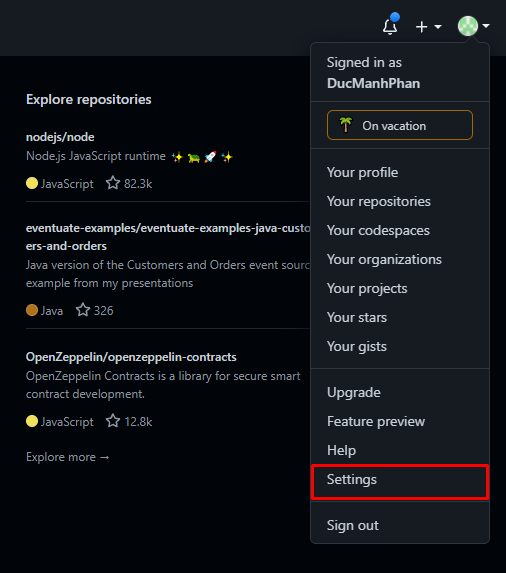 Explore repositories
nodejs/node
Node.js JavaScript runtime ✨ 🐢 🚀 ✨
JavaScript ☆ 82.3k
eventuate-examples/eventuate-examples-java-custo
ers-and-orders
Java version of the Customers and Orders event sourc
example from my presentations
Java ☆ 326
OpenZeppelin/openzeppelin-contracts
OpenZeppelin Contracts is a library for secure smart
contract development.
JavaScript ☆ 12.8k
Explore more →
Signed in as
DucManhPhan
🌴 On vacation
Your profile
Your repositories
Your codespaces
Your organizations
Your projects
Your stars
Your gists
Upgrade
Feature preview
Help
Settings
Sign out